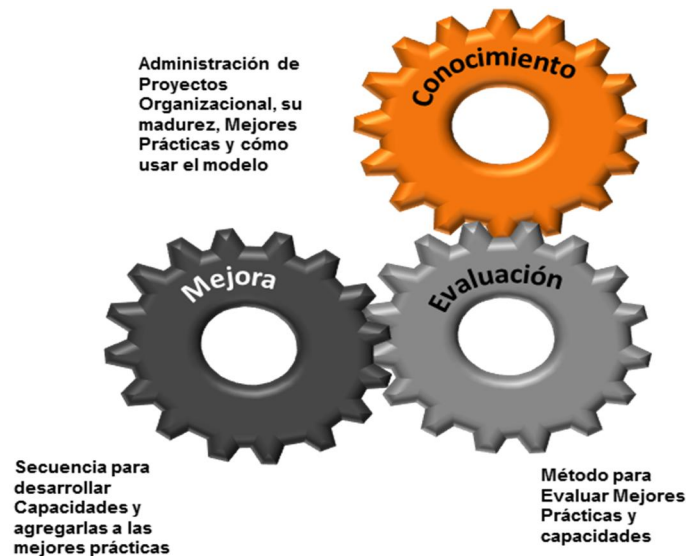 Administración de
Proyectos
Organizacional, su
madurez, Mejores
Prácticas y cómo
usar el modelo
Conocimiento
Mejora
Evaluación
Secuencia para
desarrollar
Capacidades y
agregarlas a las
mejores prácticas
Método para
Evaluar Mejores
Prácticas y
capacidades